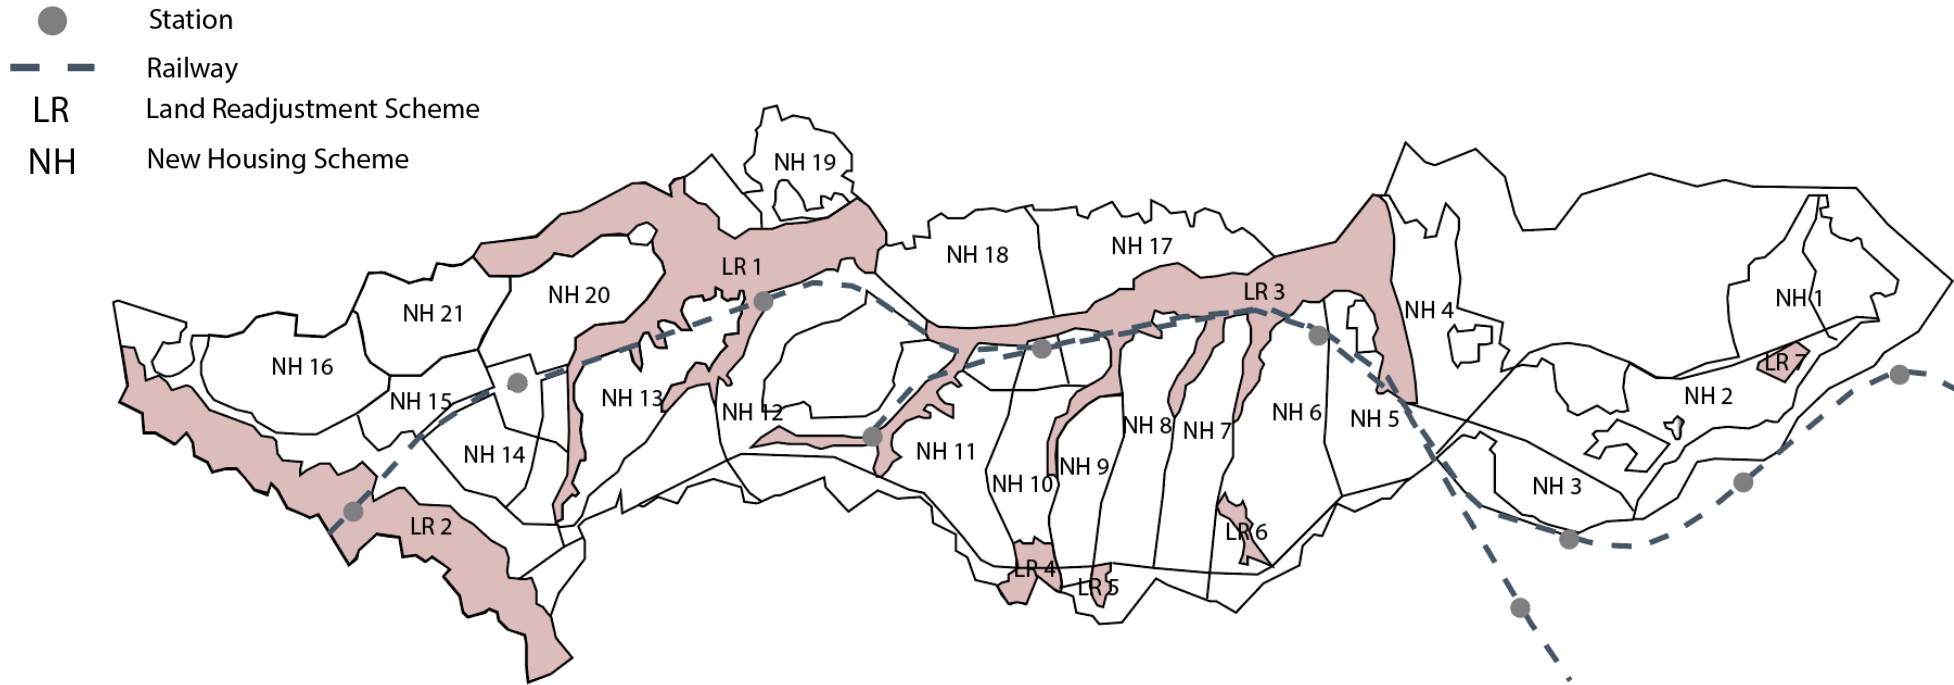 Station
Railway
LR Land Readjustment Scheme
NH New Housing Scheme
NH 19
NH 18
NH 17
LR 1
NH 20
NH 21
LR 3
NH 4
NH 1
NH 16
LR 7
NH 2
NH 15
NH 13
NH 12
NH 6
NH 5
NH 8
NH 7
NH 14
NH 11
NH 9
NH 10
NH 3
LR 2
LR 6
LR 4
LR 5